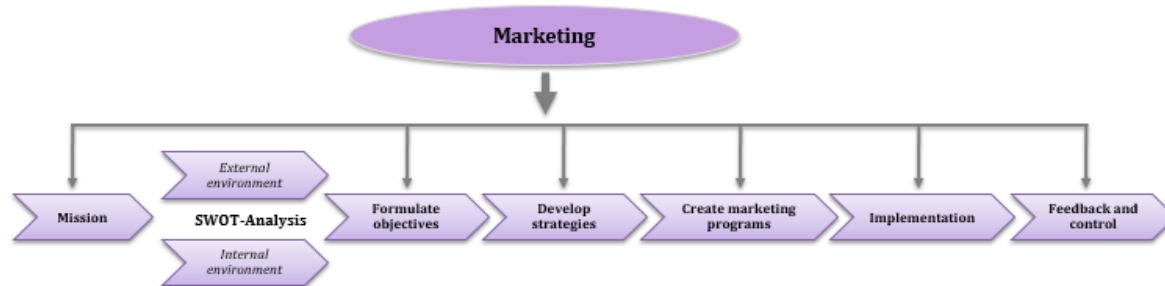 Marketing
External
environment
Mission
SWOT-Analysis
Internal
environment
Formulate
objectives
Develop
strategies
Create marketing
programs
Implementation
Feedback and
control